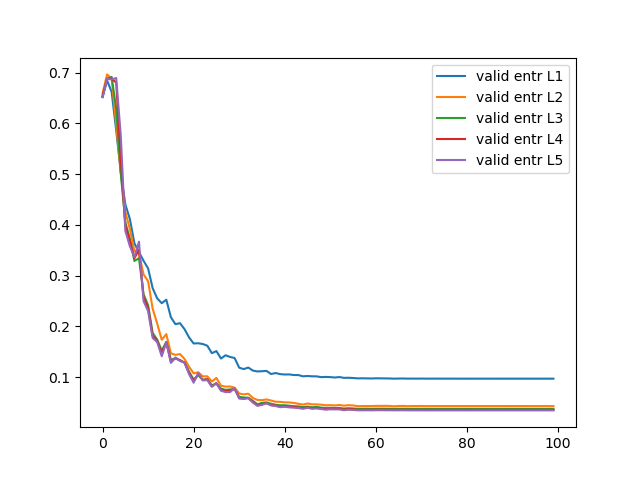 0.7
0.6
0.5
0.4
0.3
0.2
0.1
0
20
40
60
80
100
valid entr L1
valid entr L2
valid entr L3
valid entr L4
valid entr L5